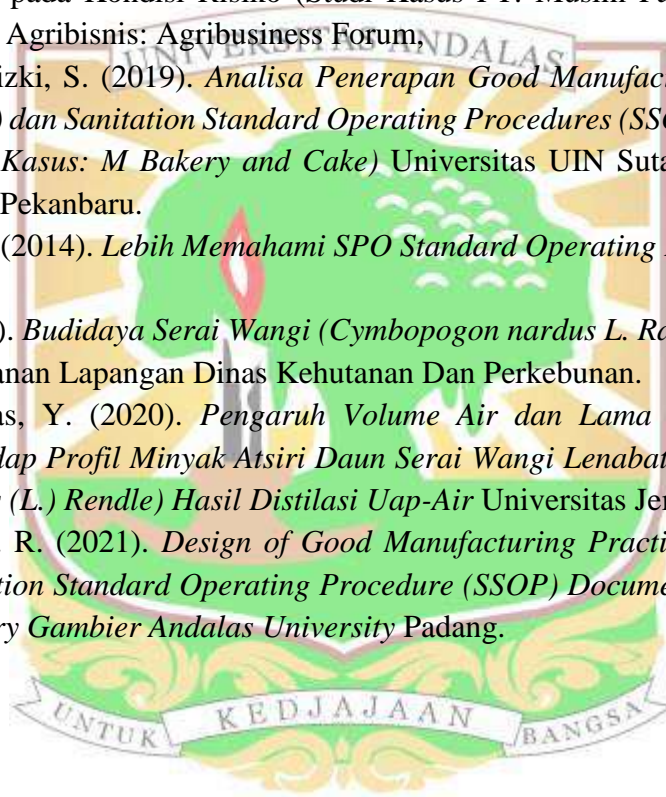 pada Kondisi Risiko (Studi Kasus PT. Musim
Agribisnis: Agribusiness Forum,
UNIVERSITAS ANDALAS
izki, S. (2019). Analisa Penerapan Good Manufac
) dan Sanitation Standard Operating Procedures (SSO
Kasus: M Bakery and Cake) Universitas UIN Suta
Pekanbaru.
(2014). Lebih Memahami SPO Standard Operating
). Budidaya Serai Wangi (Cymbopogon nardus L. Ra
anan Lapangan Dinas Kehutanan Dan Perkebunan.
as, Y. (2020). Pengaruh Volume Air dan Lama
dap Profil Minyak Atsiri Daun Serai Wangi Lenabat
(L.) Rendle) Hasil Distilasi Uap-Air Universitas Jer
R. (2021). Design of Good Manufacturing Practi
tion Standard Operating Procedure (SSOP) Docume
ry Gambier Andalas University Padang.
UNTUK KEDJAJAAN BANGSA